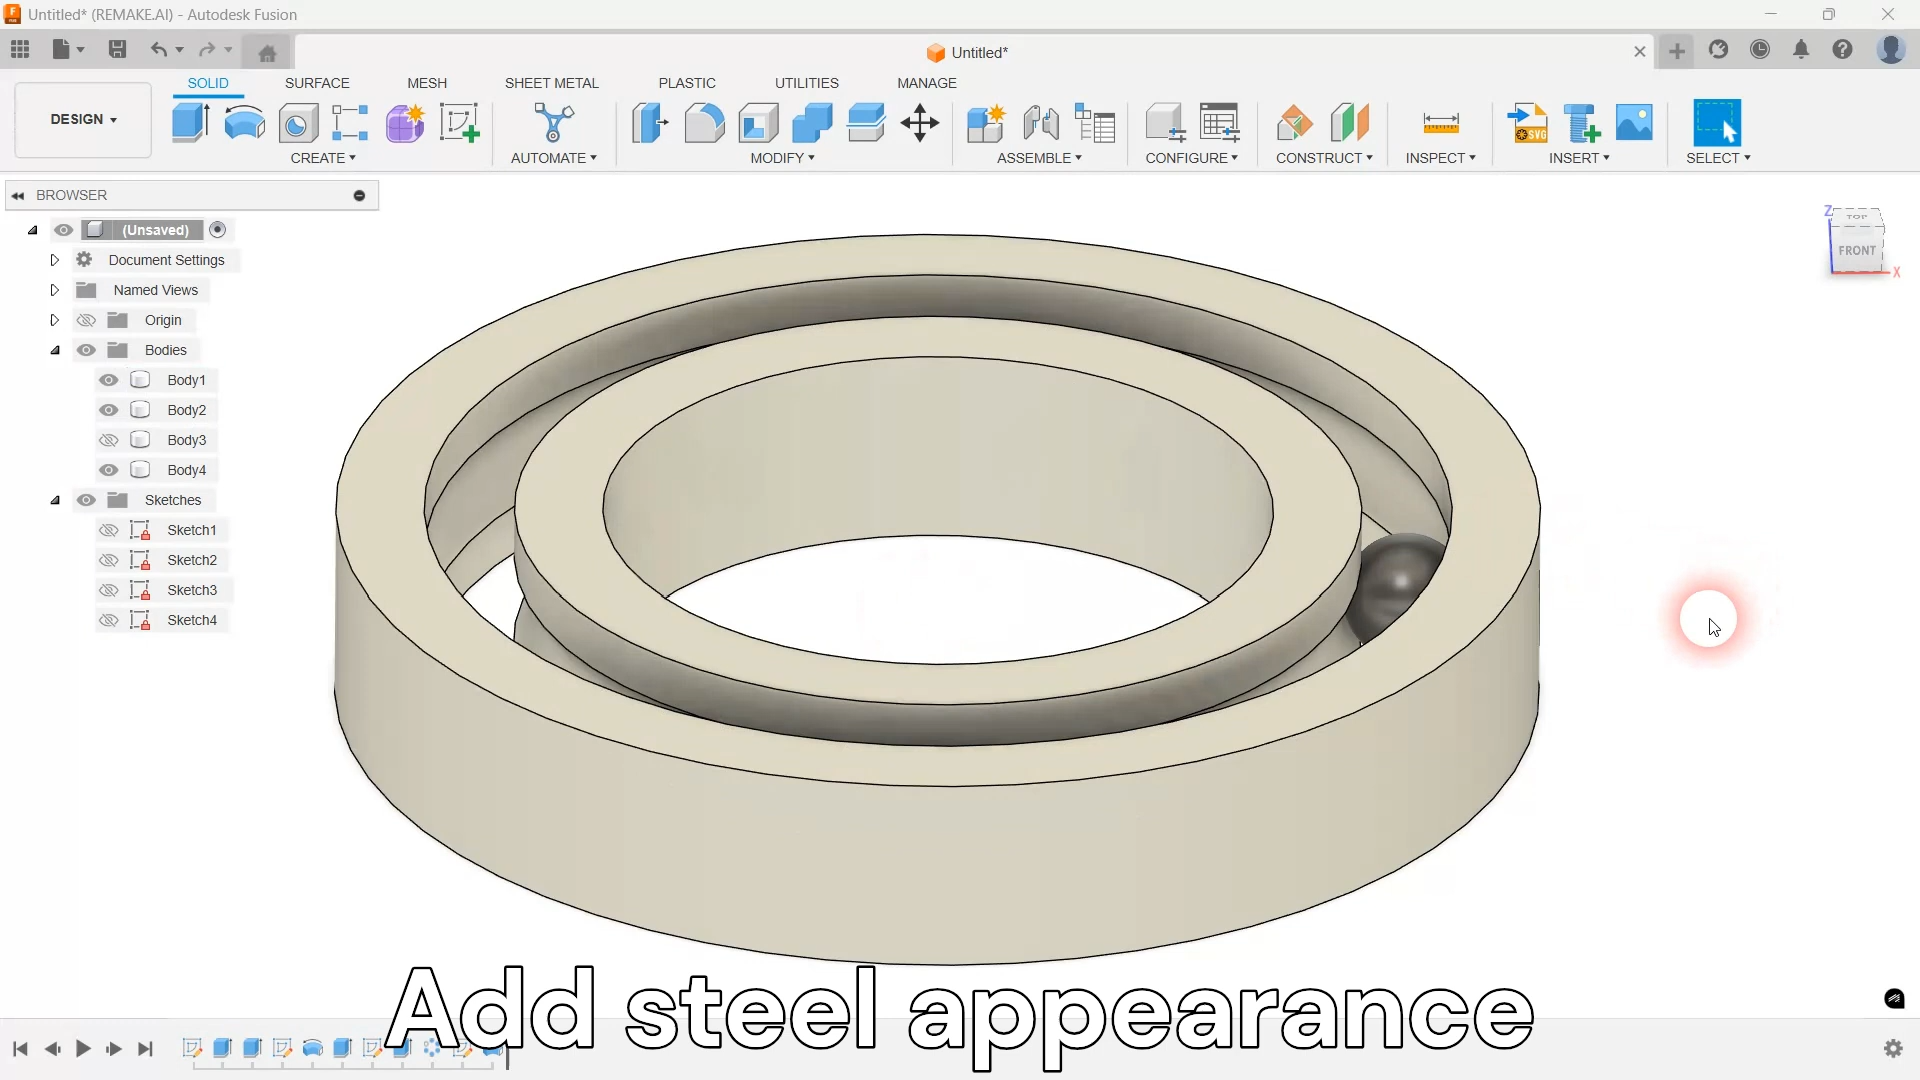 Untitled* (REMAKE.AI) - Autodesk Fusion
Untitled*
SOLID SURFACE MESH SHEET METAL PLASTIC UTILITIES MANAGE
DESIGN
CREATE AUTOMATE MODIFY ASSEMBLE CONFIGURE CONSTRUCT INSPECT INSERT SELECT
SVG
BROWSER
(Unsaved)
Document Settings
Named Views
Origin
Bodies
Body1
Body2
Body3
Body4
Sketches
Sketch1
Sketch2
Sketch3
Sketch4
Z
TOP
FRONT
X
Add steel appearance